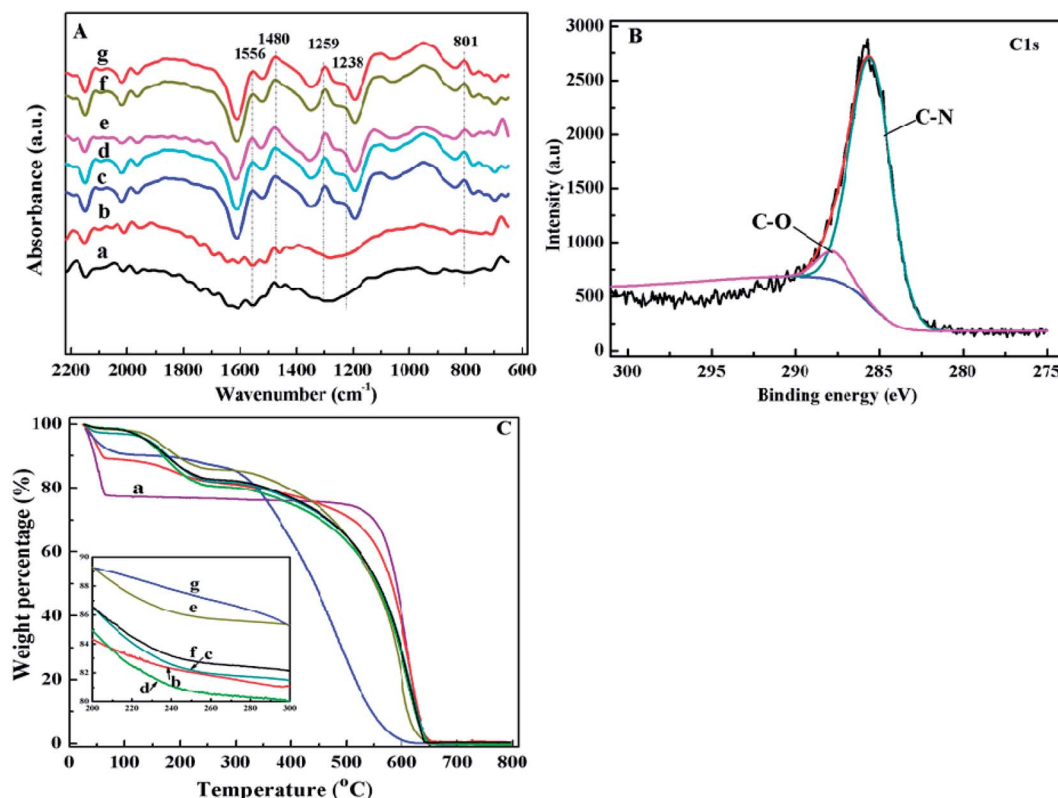 A
1556
1480
1259
1238
801
g
f
e
d
c
b
a
Absorbance (a.u.)
2200 2000 1800 1600 1400 1200 1000 800 600
Wavenumber (cm⁻¹)
B
C1s
C-N
C-O
3000
2500
2000
1500
1000
500
0
Intensity (a.u)
300 295 290 285 280 275
Binding energy (eV)
C
a
100
80
60
40
20
0
Weight percentage (%)
90
88
86
84
82
80
g
e
f c
d b
200 220 240 260 280 300
0 100 200 300 400 500 600 700 800
Temperature (°C)